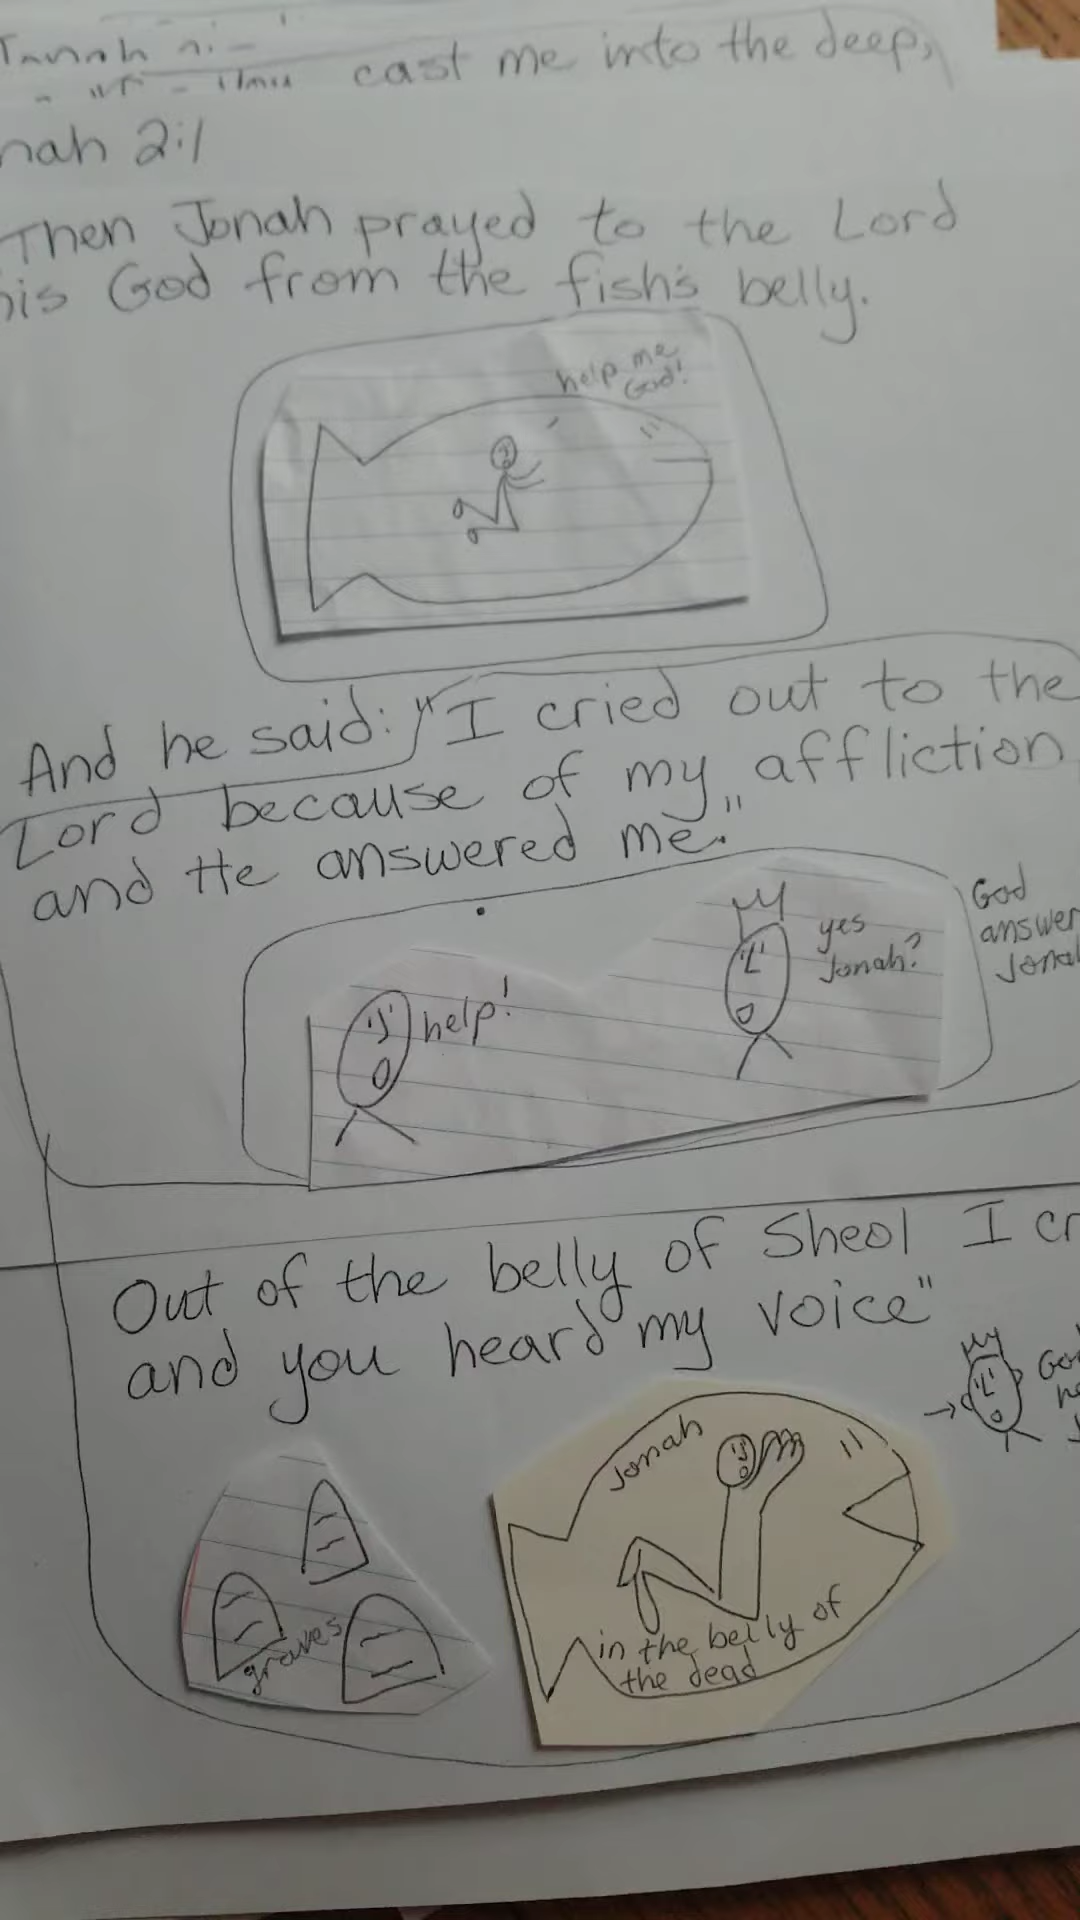 cast me into the deep,
nah 2:1
Then Jonah prayed to the Lord
his God from the fish's belly.
help me
God!
And he said: "I cried out to the
Lord because of my affliction
and He answered me."
God
answer
Jonah
yes
Jonah?
help!
Out of the belly of Sheol I cr
and you heard my voice"
God
Jonah
graves
in the belly of
the dead